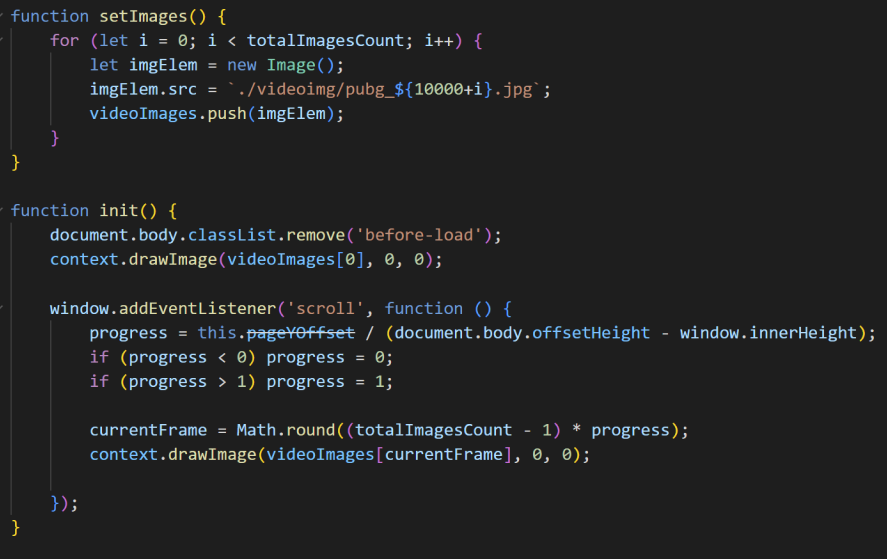 function setImages() {
    for (let i = 0; i < totalImagesCount; i++) {
        let imgElem = new Image();
        imgElem.src = `./videoimg/pubg_${10000+i}.jpg`;
        videoImages.push(imgElem);
    }
}

function init() {
    document.body.classList.remove('before-load');
    context.drawImage(videoImages[0], 0, 0);

    window.addEventListener('scroll', function () {
        progress = this.pageYOffset / (document.body.offsetHeight - window.innerHeight);
        if (progress < 0) progress = 0;
        if (progress > 1) progress = 1;

        currentFrame = Math.round((totalImagesCount - 1) * progress);
        context.drawImage(videoImages[currentFrame], 0, 0);

    });
}